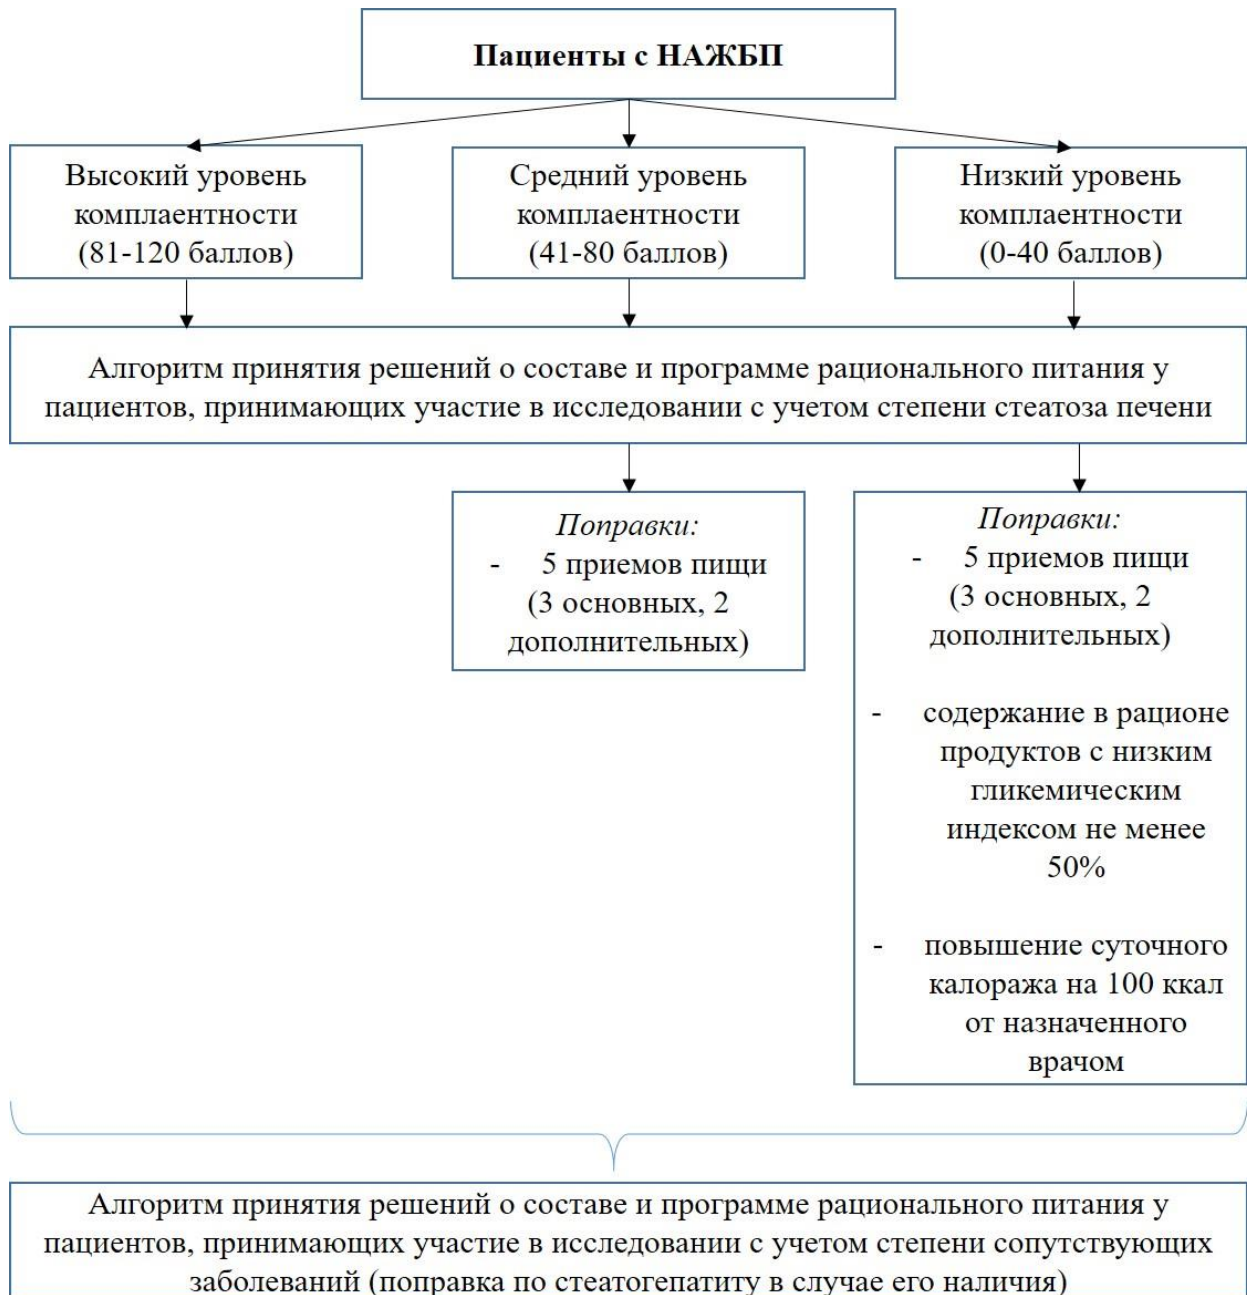 Пациенты с НАЖБП
Высокий уровень
комплаентности
(81-120 баллов)
Средний уровень
комплаентности
(41-80 баллов)
Низкий уровень
комплаентности
(0-40 баллов)
Алгоритм принятия решений о составе и программе рационального питания у
пациентов, принимающих участие в исследовании с учетом степени стеатоза печени
Поправки:
- 5 приемов пищи
(3 основных, 2
дополнительных)
Поправки:
- 5 приемов пищи
(3 основных, 2
дополнительных)
- содержание в рационе
продуктов с низким
гликемическим
индексом не менее
50%
- повышение суточного
калоража на 100 ккал
от назначенного
врачом
Алгоритм принятия решений о составе и программе рационального питания у
пациентов, принимающих участие в исследовании с учетом степени сопутствующих
заболеваний (поправка по стеатогепатиту в случае его наличия)